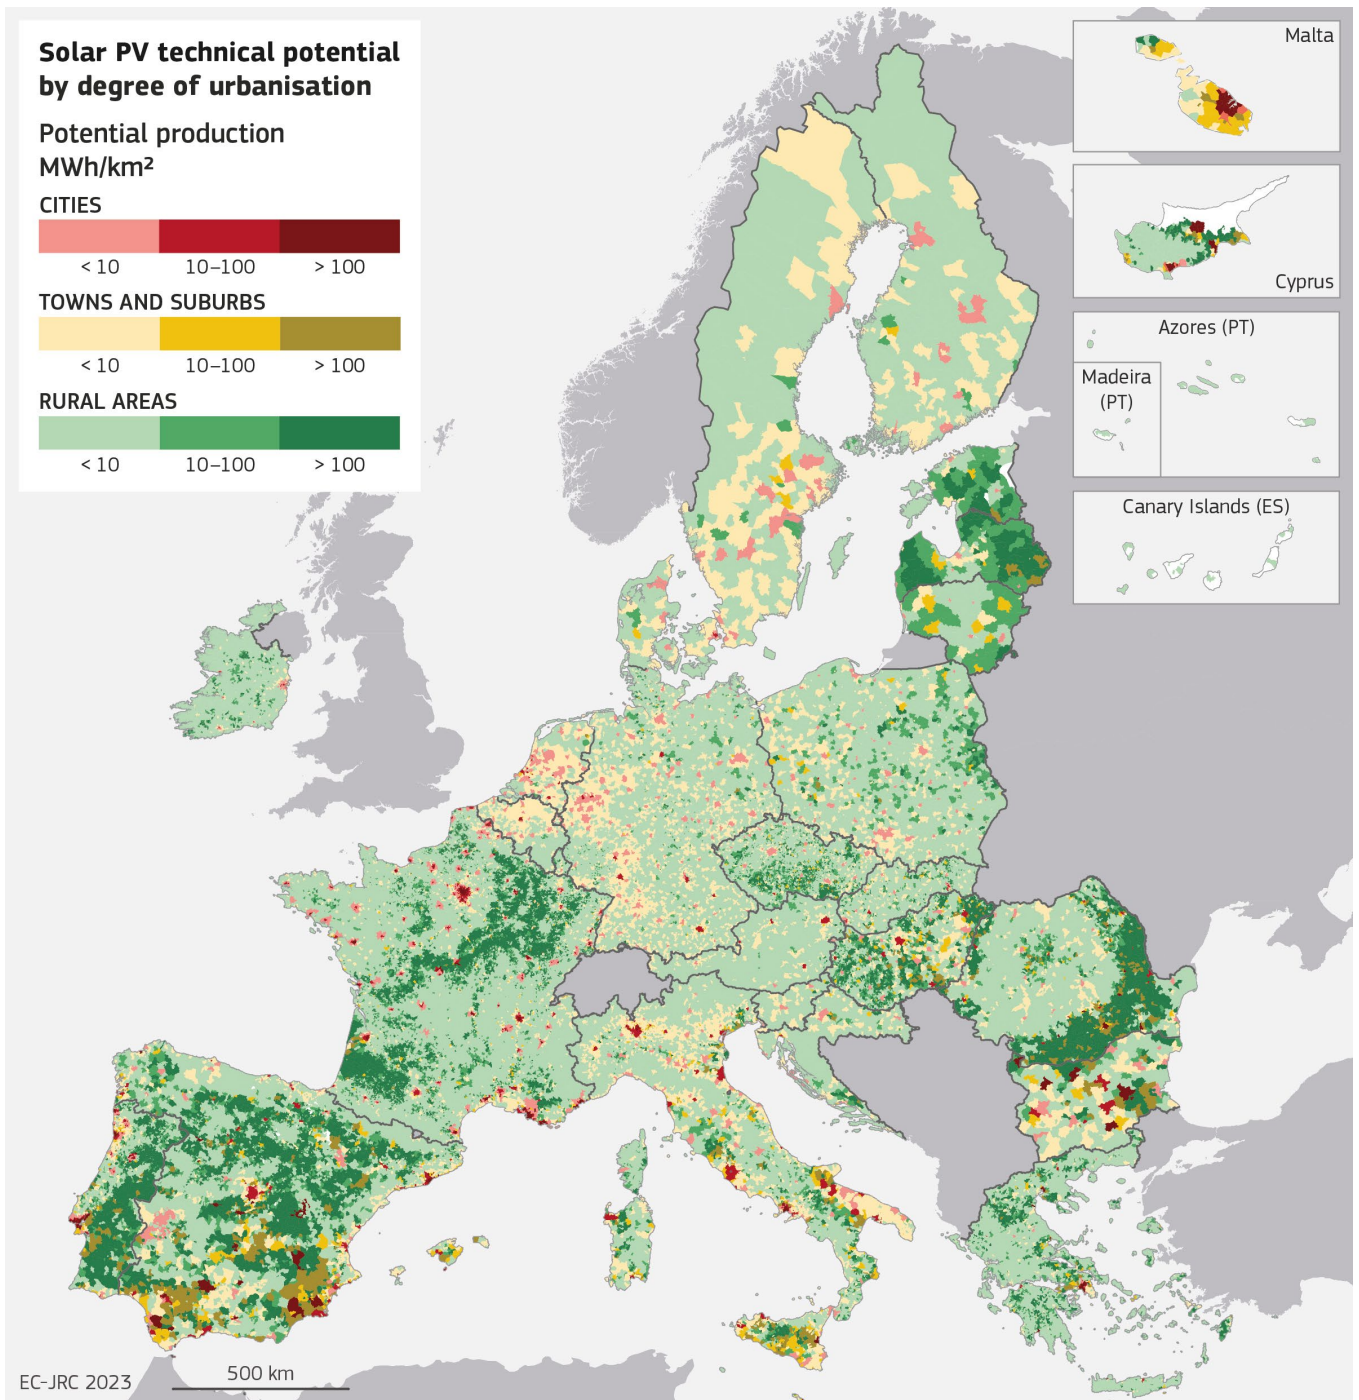 Solar PV technical potential
by degree of urbanisation
Potential production
MWh/km²
CITIES
< 10 10–100 > 100
TOWNS AND SUBURBS
< 10 10–100 > 100
RURAL AREAS
< 10 10–100 > 100
Malta
Cyprus
Azores (PT)
Madeira
(PT)
Canary Islands (ES)
500 km
EC-JRC 2023